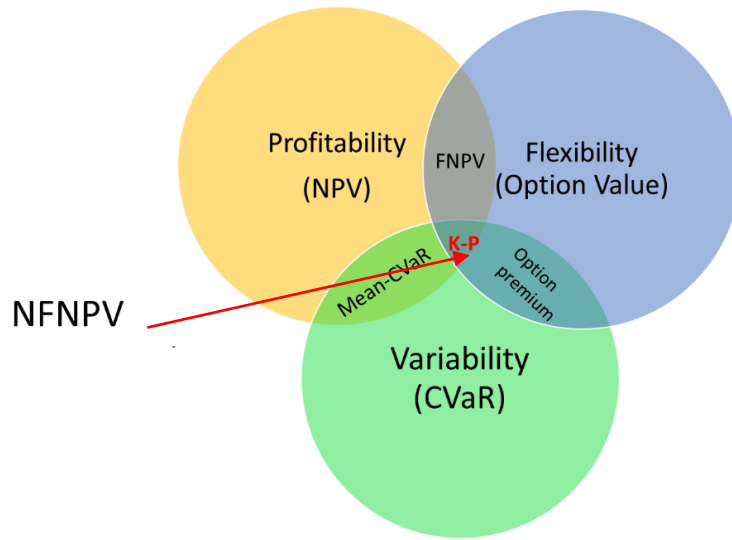 Profitability
(NPV)
FNPV
Flexibility
(Option Value)
K-P
Mean-CVaR
Option
premium
NFNPV
Variability
(CVaR)